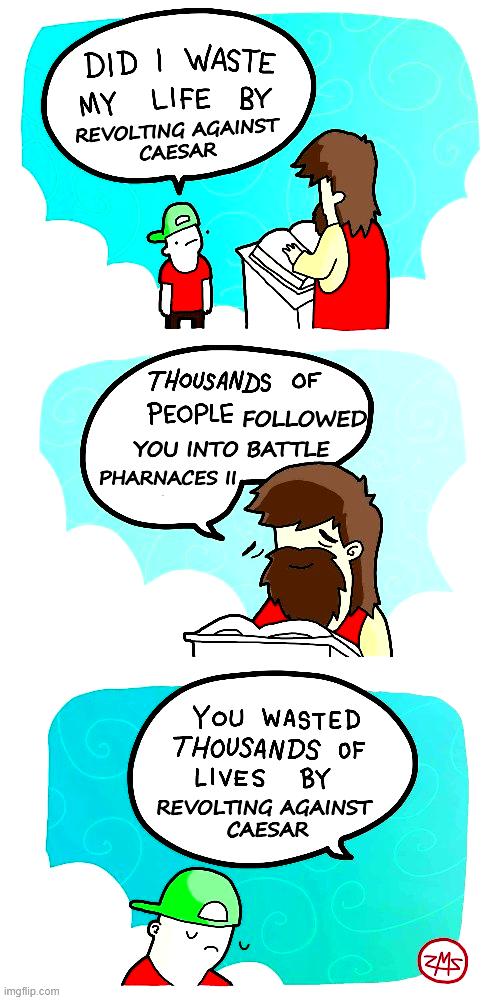 DID I WASTE
MY LIFE BY
REVOLTING AGAINST
CAESAR
THOUSANDS OF
PEOPLE FOLLOWED
YOU INTO BATTLE
PHARNACES II
YOU WASTED
THOUSANDS OF
LIVES BY
REVOLTING AGAINST
CAESAR
ZMS
imgflip.com